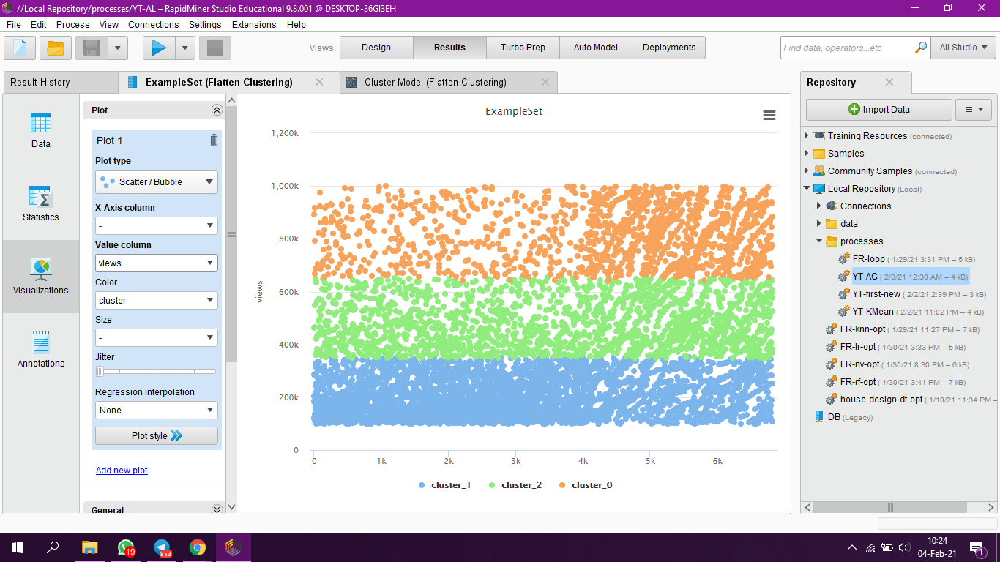 //Local Repository/processes/YT-AL – RapidMiner Studio Educational 9.8.001 @ DESKTOP-36GI3EH
File Edit Process View Connections Settings Extensions Help
Views: Design Results Turbo Prep Auto Model Deployments
Find data, operators...etc
All Studio
Result History
ExampleSet (Flatten Clustering)
Cluster Model (Flatten Clustering)
Data
Statistics
Visualizations
Annotations
Plot
Plot 1
Plot type
Scatter / Bubble
X-Axis column
-
Value column
views
Color
cluster
Size
-
Jitter
Regression interpolation
None
Plot style
Add new plot
General
ExampleSet
views
1,200k
1,000k
800k
600k
400k
200k
0
0 1k 2k 3k 4k 5k 6k
cluster_1 cluster_2 cluster_0
Repository
Import Data
Training Resources (connected)
Samples
Community Samples (connected)
Local Repository (Local)
Connections
data
processes
FR-loop ( 1/29/21 3:31 PM – 5 kB)
YT-AG ( 2/3/21 12:30 AM – 4 kB)
YT-first-new ( 2/2/21 2:39 PM – 3 kB)
YT-KMean ( 2/2/21 11:02 PM – 4 kB)
FR-knn-opt ( 1/29/21 11:27 PM – 7 kB)
FR-lr-opt ( 1/30/21 3:33 PM – 5 kB)
FR-nv-opt ( 1/30/21 8:30 PM – 6 kB)
FR-rf-opt ( 1/30/21 3:41 PM – 7 kB)
house-design-dt-opt ( 1/10/21 11:34 PM –
DB (Legacy)
19
853
10:24
04-Feb-21
1